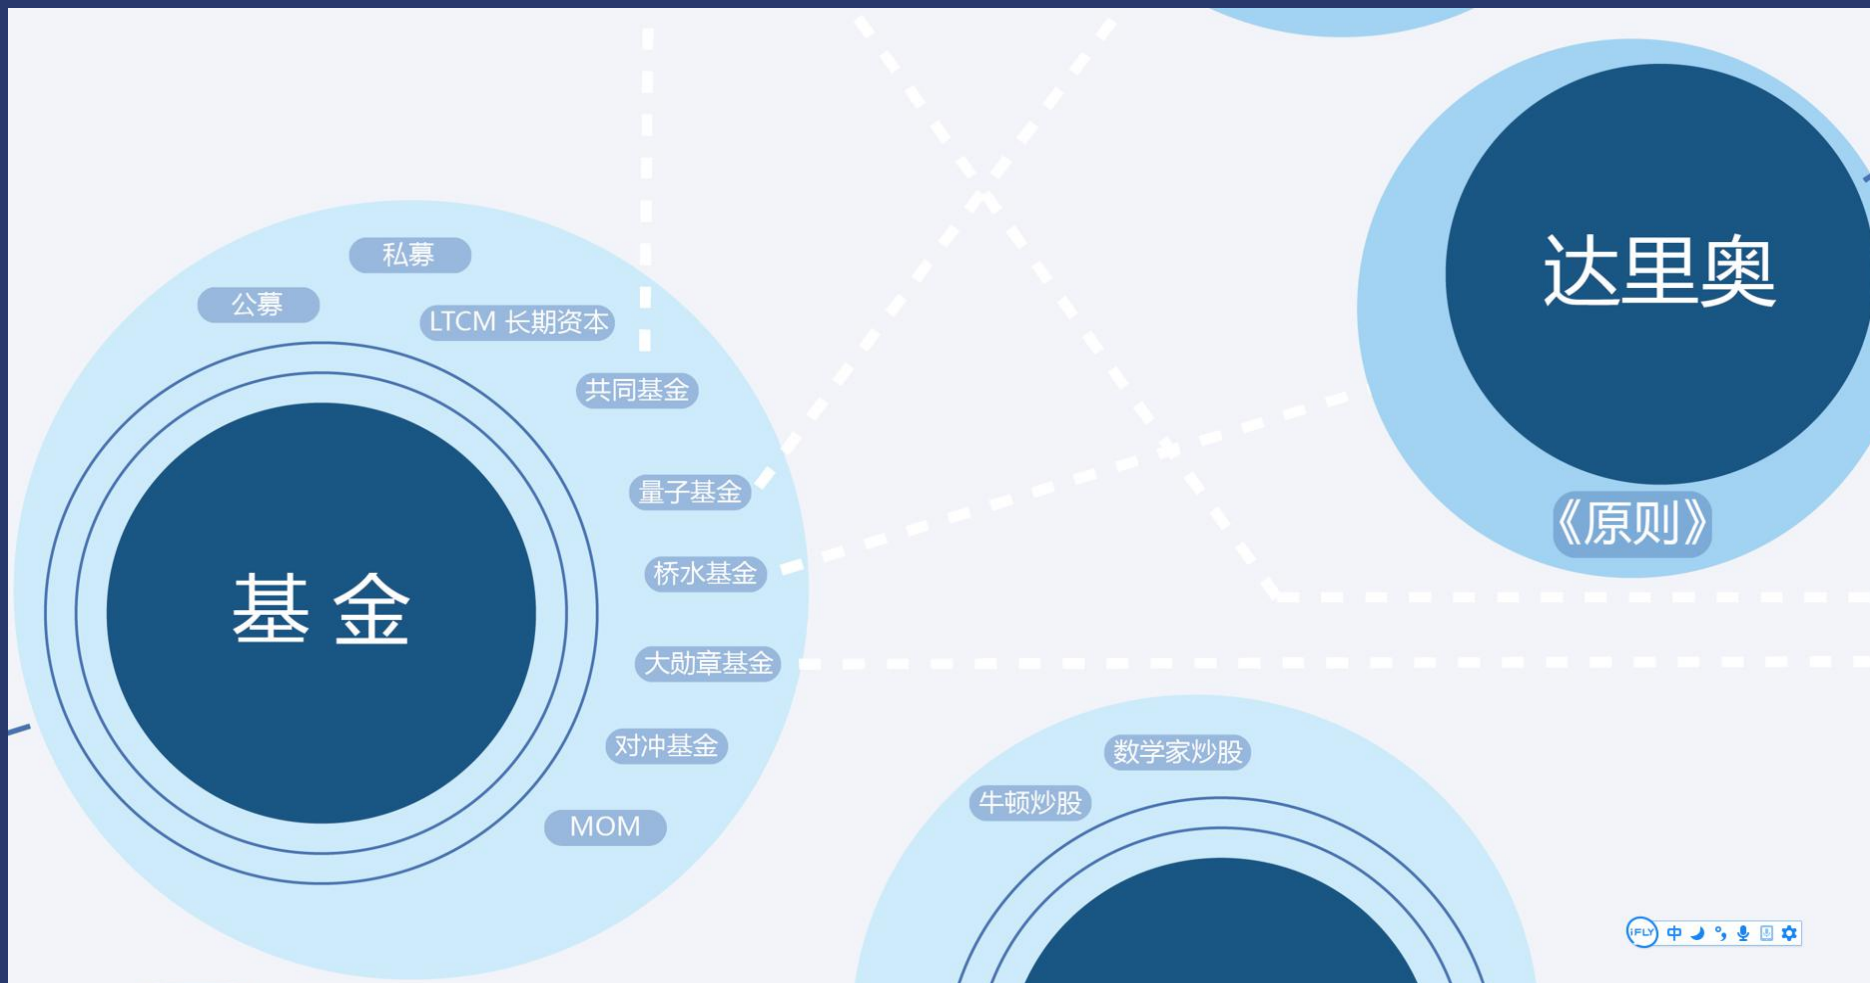 私募
公募
LTCM 长期资本
共同基金
量子基金
桥水基金
大勋章基金
对冲基金
MOM
基金
达里奥
《原则》
数学家炒股
牛顿炒股
iFLY 中